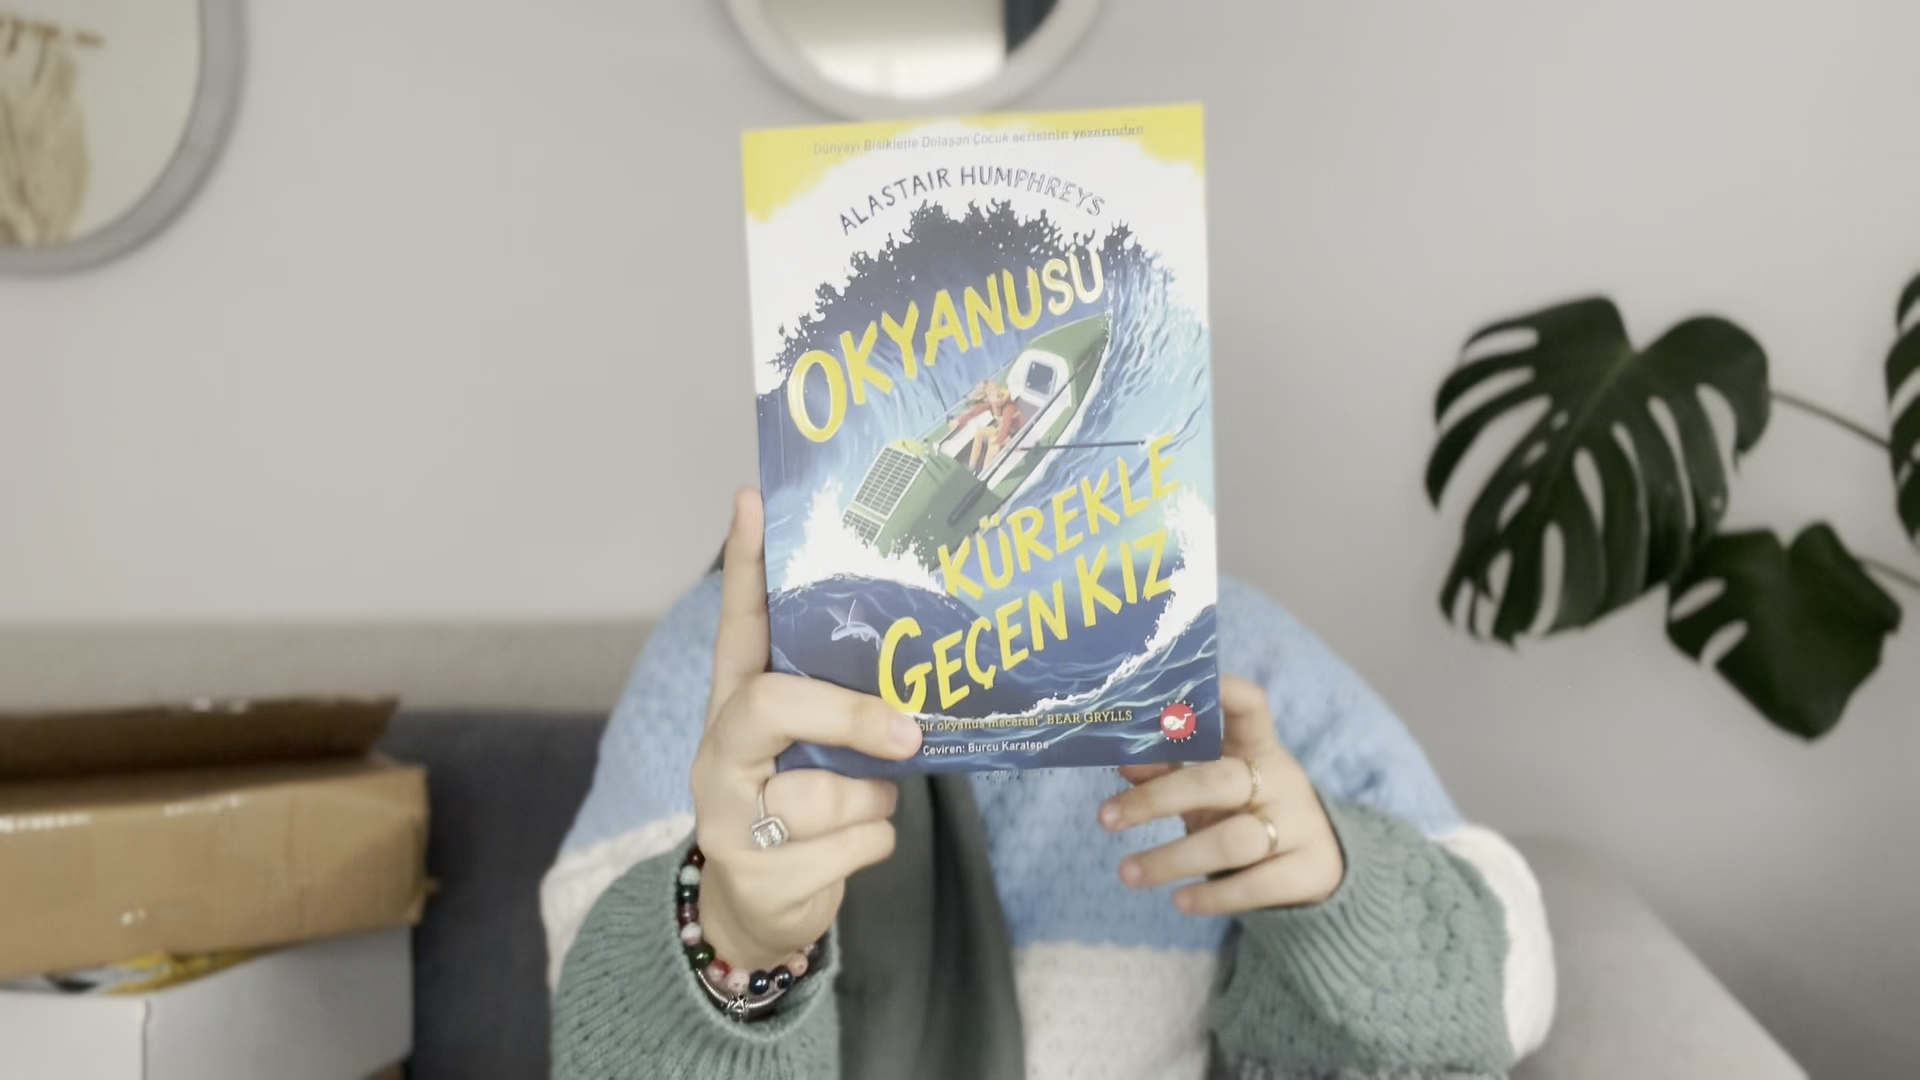 Dünyayı Bisikletle Dolaşan Çocuk serisinin yazarından
ALASTAIR HUMPHREYS
OKYANUSU
KÜREKLE
GEÇEN KIZ
bir okyanus macerası" BEAR GRYLLS
Çeviren: Burcu Karatepe